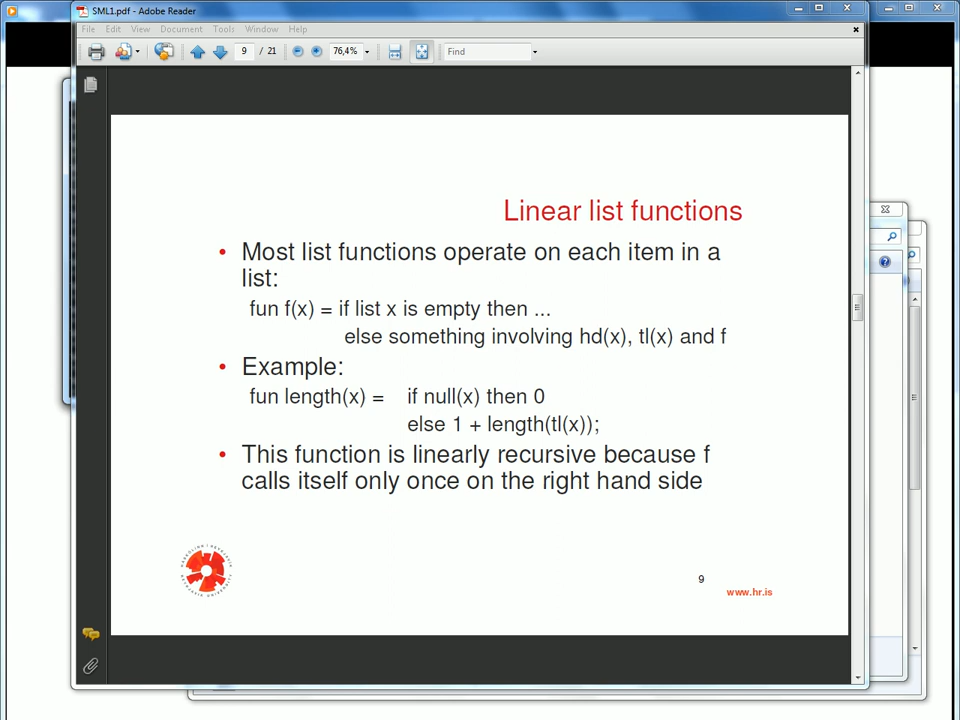 SML1.pdf - Adobe Reader
File Edit View Document Tools Window Help
9 / 21 76,4% Find
Linear list functions
• Most list functions operate on each item in a
list:
fun f(x) = if list x is empty then ...
else something involving hd(x), tl(x) and f
• Example:
fun length(x) = if null(x) then 0
else 1 + length(tl(x));
• This function is linearly recursive because f
calls itself only once on the right hand side
9
www.hr.is